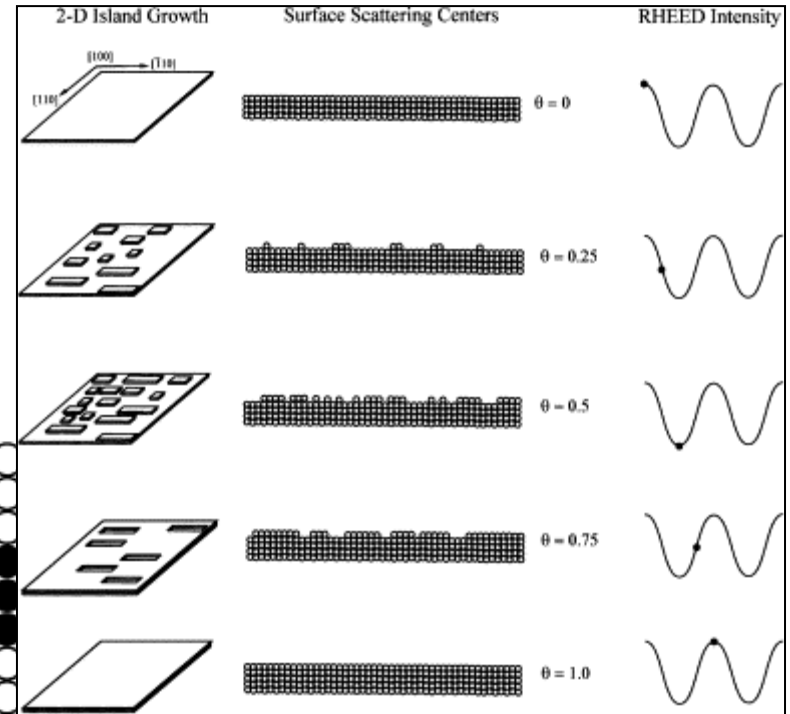 2-D Island Growth Surface Scattering Centers RHEED Intensity
[100]
[1̄10]
[110]
θ = 0
θ = 0.25
θ = 0.5
θ = 0.75
θ = 1.0